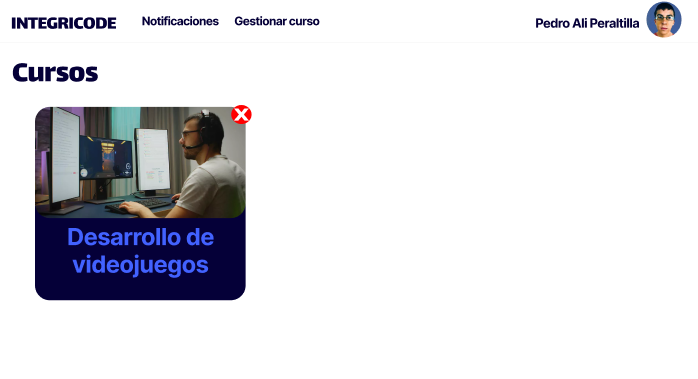 INTEGRICODE
Notificaciones
Gestionar curso
Pedro Ali Peraltilla
Cursos
Desarrollo de
videojuegos